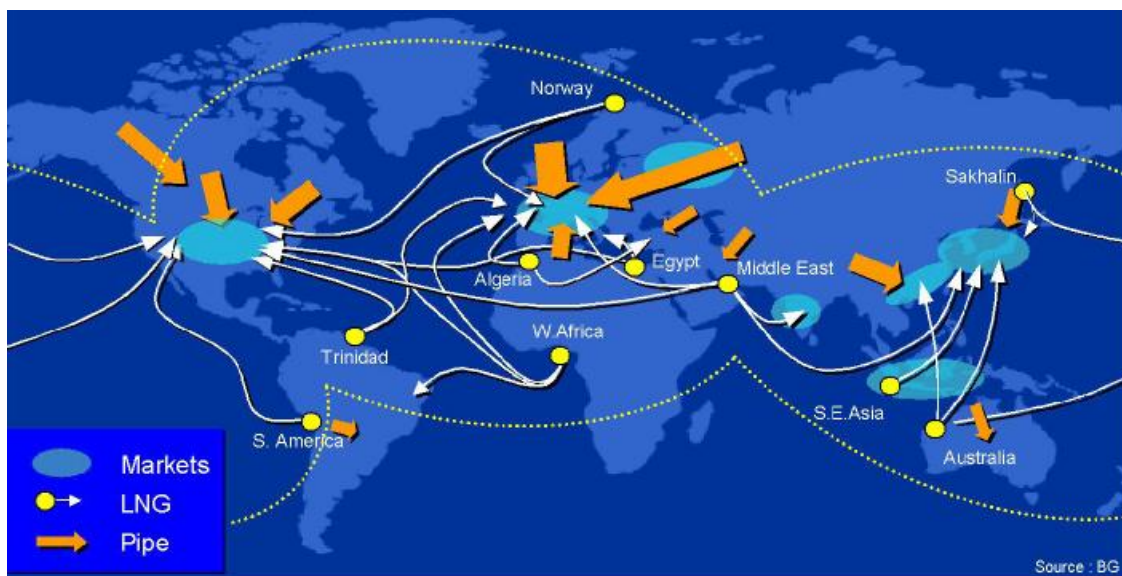 Norway
Sakhalin
Algeria
Egypt
Middle East
Trinidad
W.Africa
S.E.Asia
S. America
Australia
Markets
LNG
Pipe
Source : BG